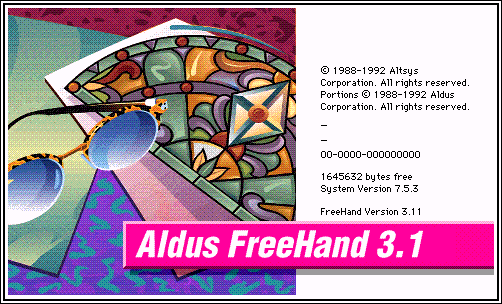 © 1988-1992 Altsys
Corporation. All rights reserved.
Portions © 1988-1992 Aldus
Corporation. All rights reserved.
–
–
00-0000-000000000
1645632 bytes free
System Version 7.5.3
FreeHand Version 3.11
Aldus FreeHand 3.1